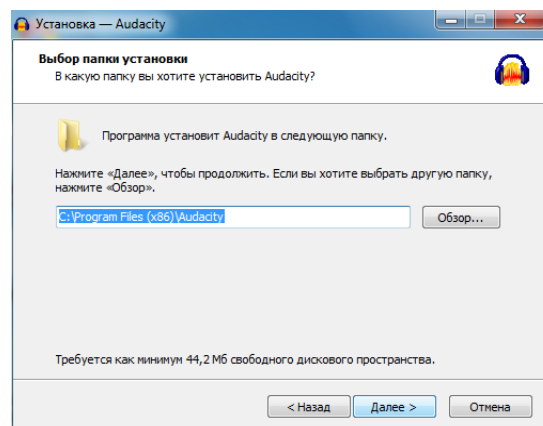 Установка — Audacity
Выбор папки установки
В какую папку вы хотите установить Audacity?
Программа установит Audacity в следующую папку.
Нажмите «Далее», чтобы продолжить. Если вы хотите выбрать другую папку,
нажмите «Обзор».
C:\Program Files (x86)\Audacity
Обзор...
Требуется как минимум 44,2 Мб свободного дискового пространства.
< Назад
Далее >
Отмена